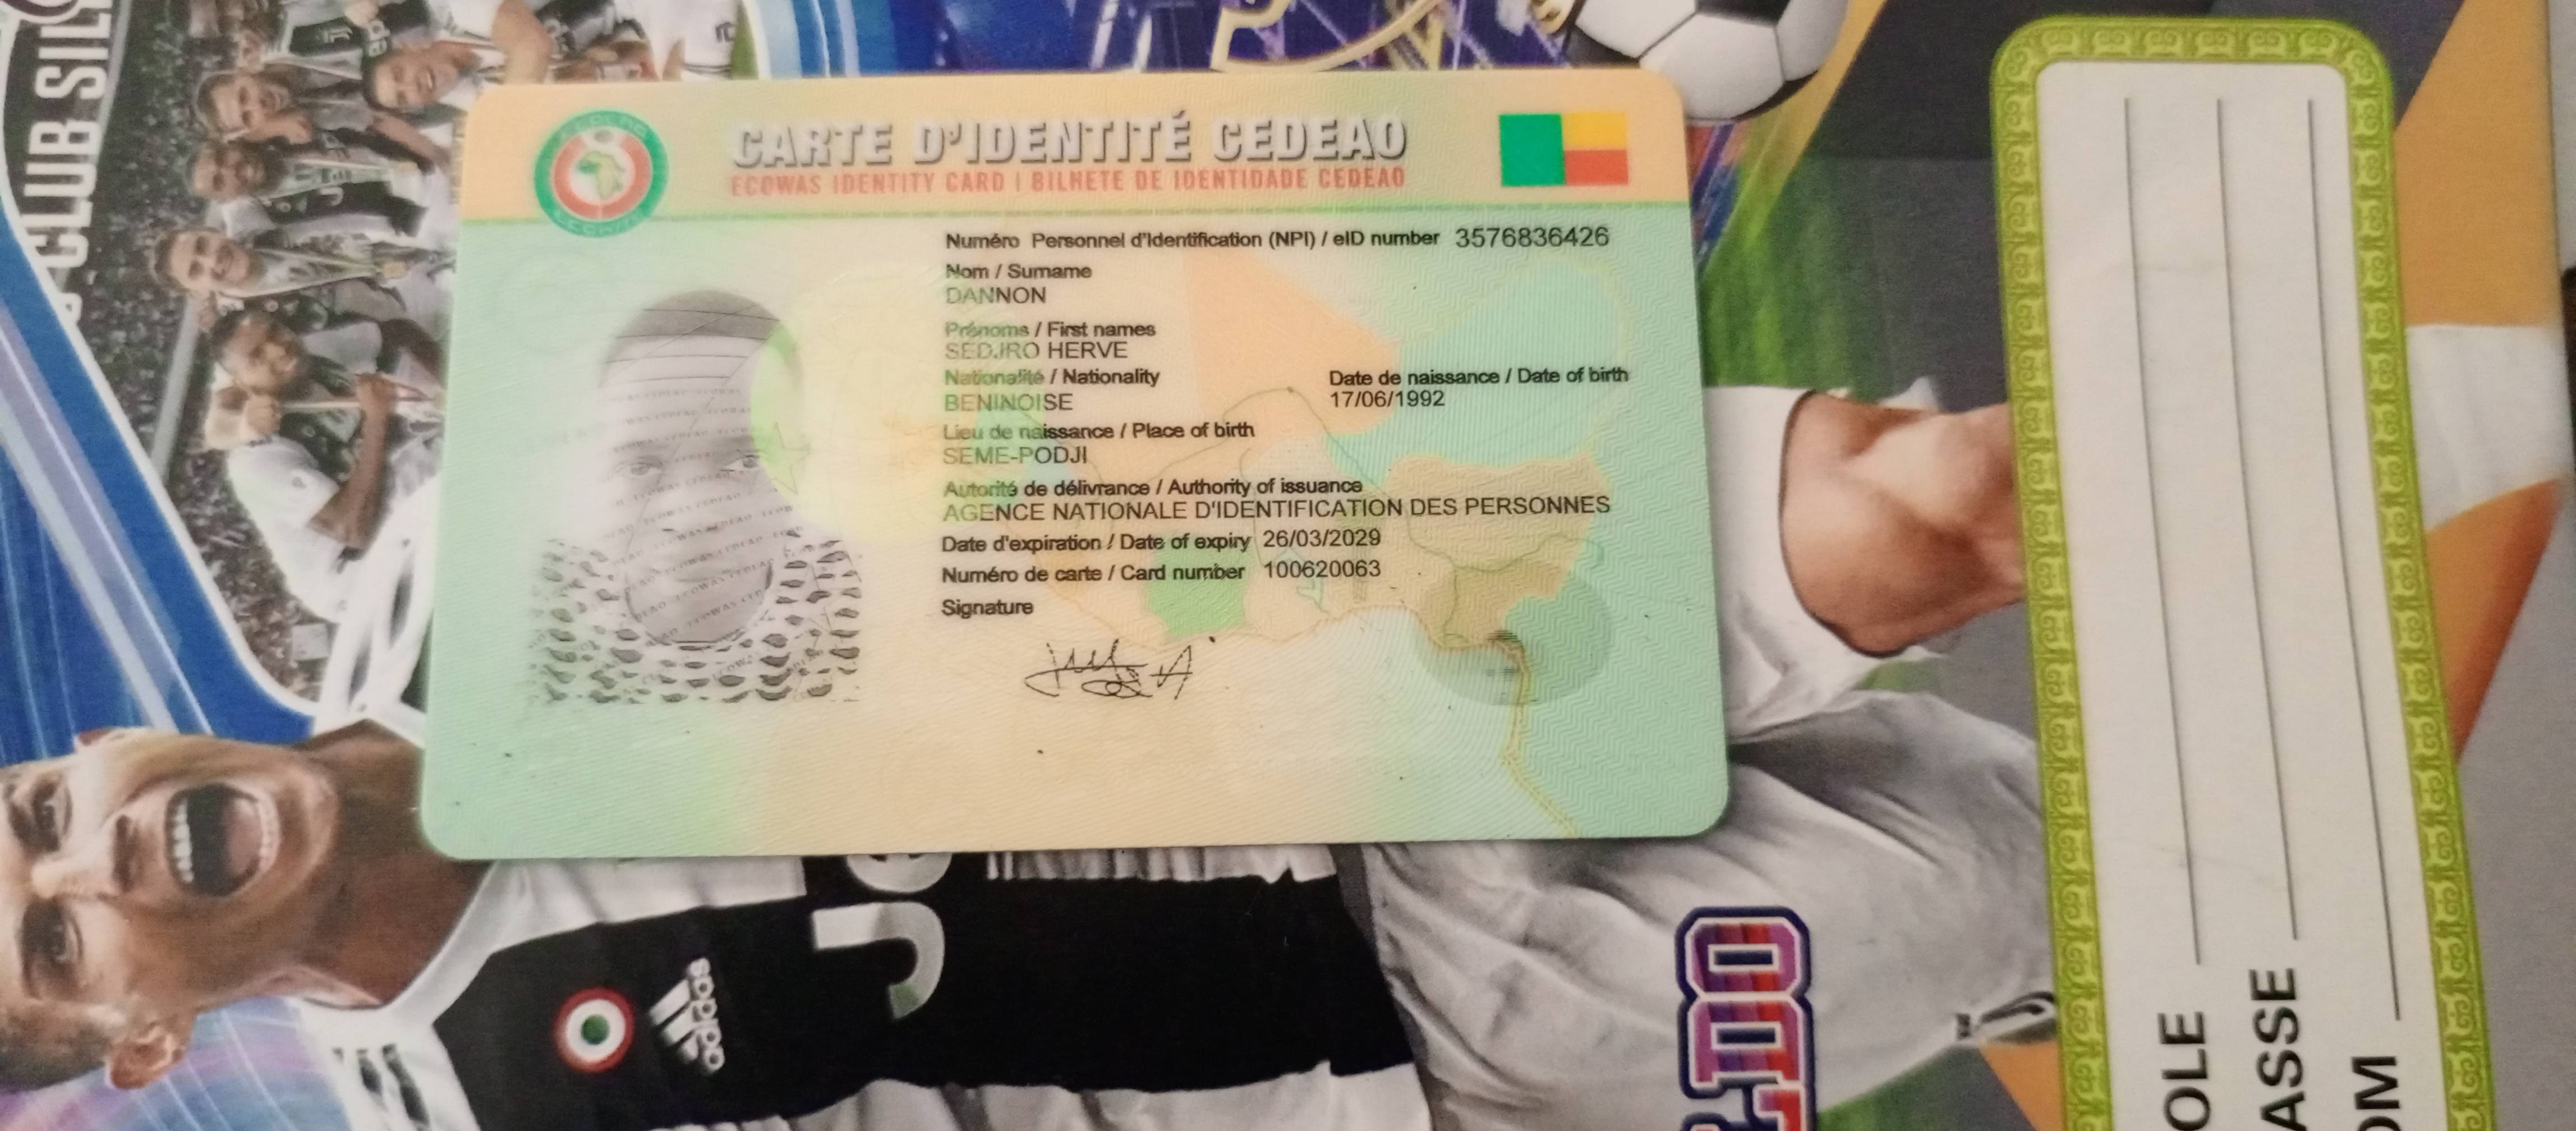 CARTE D'IDENTITÉ CEDEAO
ECOWAS IDENTITY CARD | BILHETE DE IDENTIDADE CEDEAO
Numéro Personnel d'Identification (NPI) / eID number 3576836426
Nom / Surname
DANNON
Prénoms / First names
SEDJRO HERVE
Nationalité / Nationality
BENINOISE
Date de naissance / Date of birth
17/06/1992
Lieu de naissance / Place of birth
SEME-PODJI
Autorité de délivrance / Authority of issuance
AGENCE NATIONALE D'IDENTIFICATION DES PERSONNES
Date d'expiration / Date of expiry 26/03/2029
Numéro de carte / Card number 100620063
Signature
CLUB SIL
adidas
Je
OLE
ASSE
OM